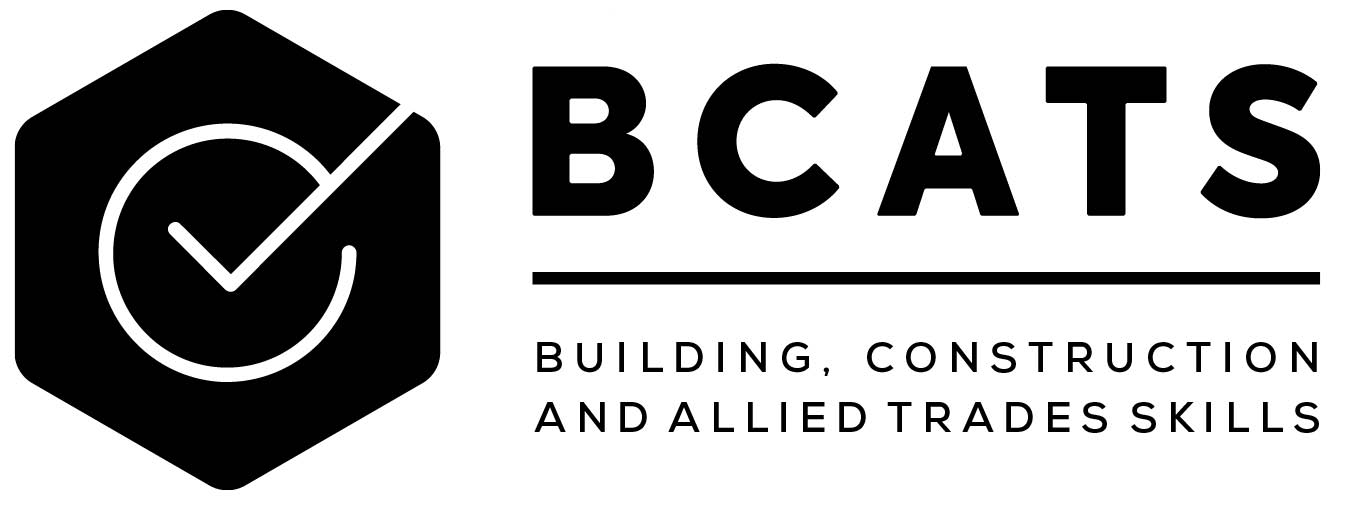 BCATS
BUILDING, CONSTRUCTION
AND ALLIED TRADES SKILLS